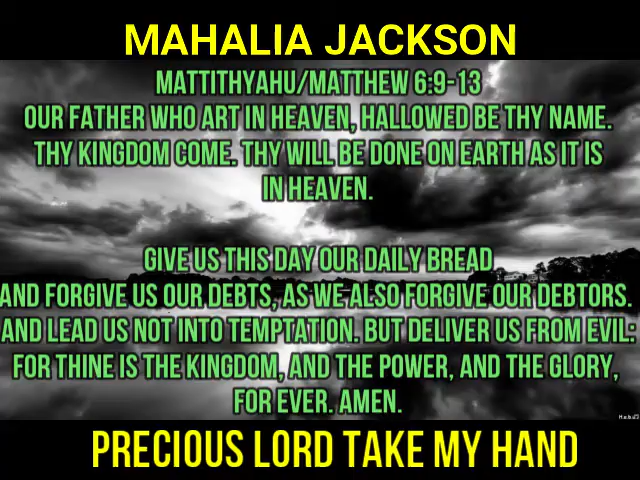 MAHALIA JACKSON
MATTITHYAHU/MATTHEW 6:9-13
OUR FATHER WHO ART IN HEAVEN, HALLOWED BE THY NAME.
THY KINGDOM COME. THY WILL BE DONE ON EARTH AS IT IS
IN HEAVEN.
GIVE US THIS DAY OUR DAILY BREAD
AND FORGIVE US OUR DEBTS, AS WE ALSO FORGIVE OUR DEBTORS.
AND LEAD US NOT INTO TEMPTATION. BUT DELIVER US FROM EVIL:
FOR THINE IS THE KINGDOM, AND THE POWER, AND THE GLORY,
FOR EVER. AMEN.
PRECIOUS LORD TAKE MY HAND